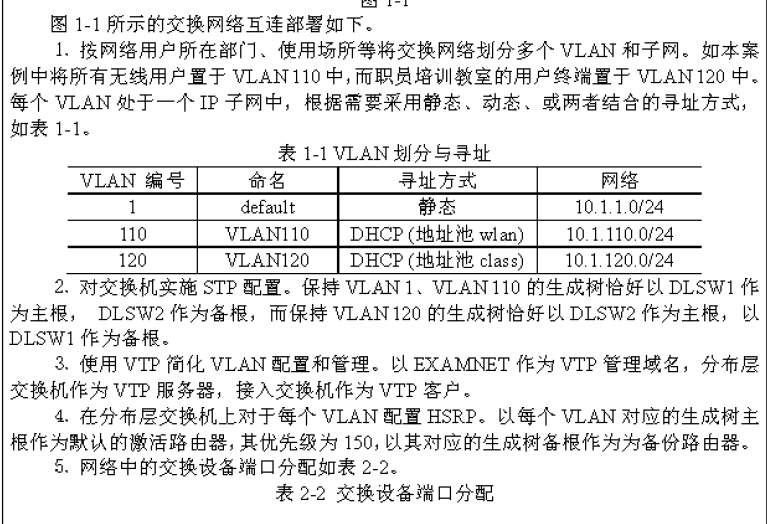 图 1-1
图 1-1 所示的交换网络互连部署如下。
1. 按网络用户所在部门、使用场所等将交换网络划分多个 VLAN 和子网。如本案
例中将所有无线用户置于 VLAN110 中，而职员培训教室的用户终端置于 VLAN120 中。
每个 VLAN 处于一个 IP 子网中，根据需要采用静态、动态、或两者结合的寻址方式，
如表 1-1。
表 1-1 VLAN 划分与寻址
VLAN 编号 命名 寻址方式 网络
1 default 静态 10.1.1.0/24
110 VLAN110 DHCP (地址池 wlan) 10.1.110.0/24
120 VLAN120 DHCP (地址池 class) 10.1.120.0/24
2. 对交换机实施 STP 配置。保持 VLAN 1、VLAN110 的生成树恰好以 DLSW1 作
为主根， DLSW2 作为备根，而保持 VLAN120 的生成树恰好以 DLSW2 作为主根，以
DLSW1 作为备根。
3. 使用 VTP 简化 VLAN 配置和管理。以 EXAMNET 作为 VTP 管理域名，分布层
交换机作为 VTP 服务器，接入交换机作为 VTP 客户。
4. 在分布层交换机上对于每个 VLAN 配置 HSRP。以每个 VLAN 对应的生成树主
根作为默认的激活路由器，其优先级为 150，以其对应的生成树备根作为为备份路由器。
5. 网络中的交换设备端口分配如表 2-2。
表 2-2 交换设备端口分配